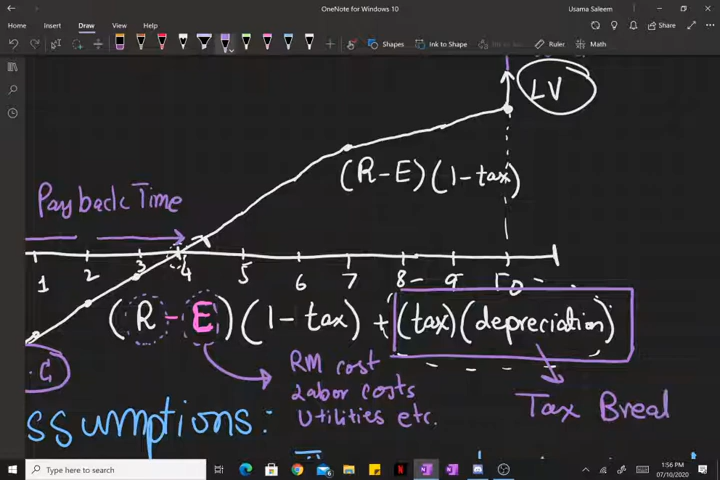 OneNote for Windows 10
Usama Saleem
Home Insert Draw View Help
Share
Shapes Ink to Shape Ruler Math
LV
(R-E)(1-tax)
Payback Time
1 2 3 4 5 6 7 8 9 10
(R-E)(1-tax)+(tax)(depreciation)
RM cost
Labor costs
Utilities etc.
Tax Break
ssumptions:
Type here to search
1:56 PM
07/10/2020